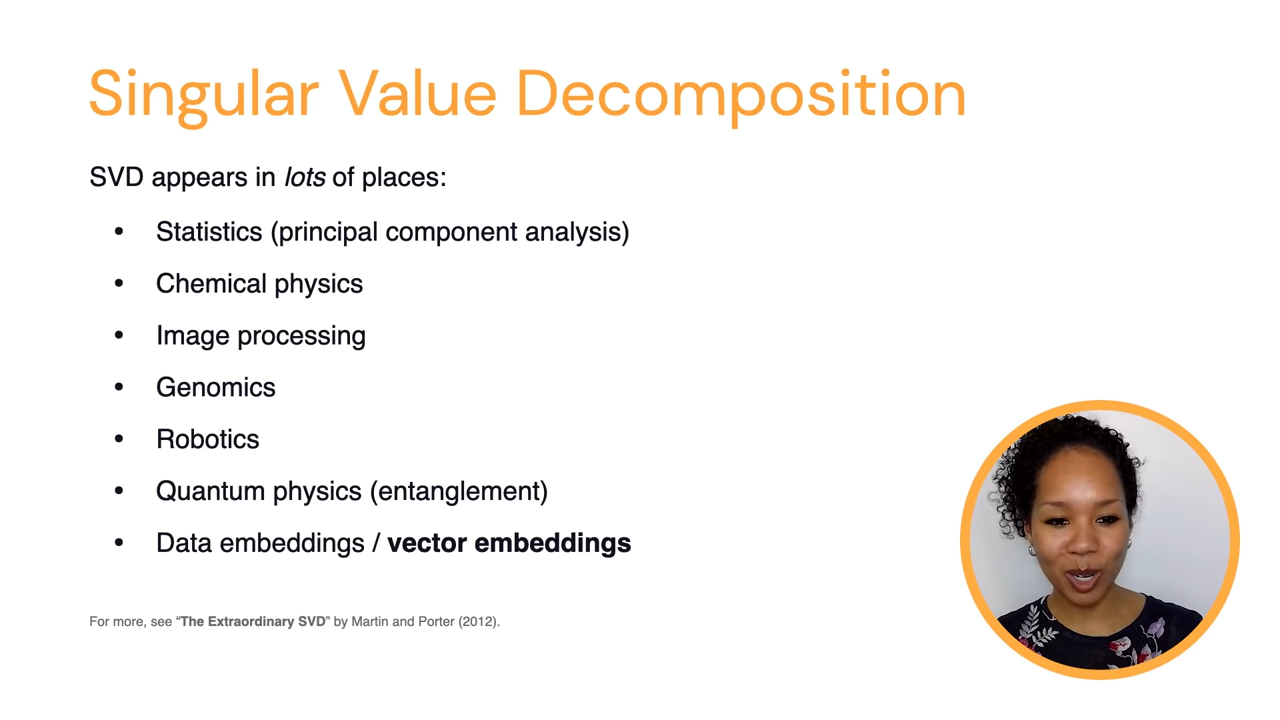 Singular Value Decomposition
SVD appears in lots of places:
• Statistics (principal component analysis)
• Chemical physics
• Image processing
• Genomics
• Robotics
• Quantum physics (entanglement)
• Data embeddings / vector embeddings
For more, see “The Extraordinary SVD” by Martin and Porter (2012).